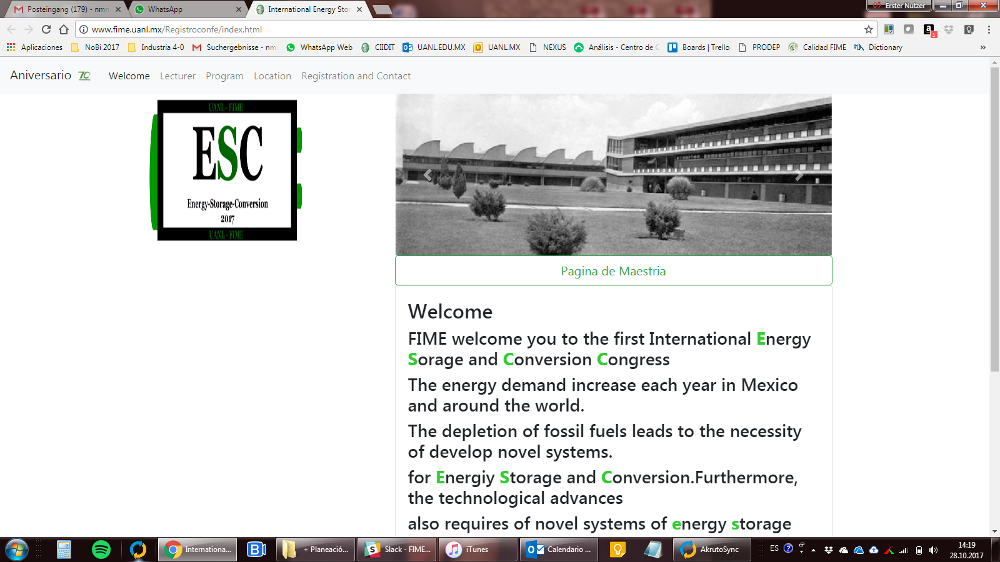 Posteingang (179) - nmn
WhatsApp
International Energy Stor
Erster Nutzer
www.fime.uanl.mx/Registroconfe/index.html
1
Aplicaciones
NoBi 2017
Industria 4-0
Suchergebnisse - nm
WhatsApp Web
CIIDIT
UANL.EDU.MX
UANL.MX
NEXUS
Análisis - Centro de C
Boards | Trello
PRODEP
Calidad FIME
Dictionary
»
Aniversario
Welcome
Lecturer
Program
Location
Registration and Contact
UANL - FIME
ESC
Energy-Storage-Conversion
2017
UANL - FIME
Pagina de Maestria
Welcome
FIME welcome you to the first International Energy
Sorage and Conversion Congress
The energy demand increase each year in Mexico
and around the world.
The depletion of fossil fuels leads to the necessity
of develop novel systems.
for Energiy Storage and Conversion.Furthermore,
the technological advances
also requires of novel systems of energy storage
Internationa...
+ Planeació...
Slack - FIME...
iTunes
Calendario ...
AkrutoSync
ES
14:19
28.10.2017